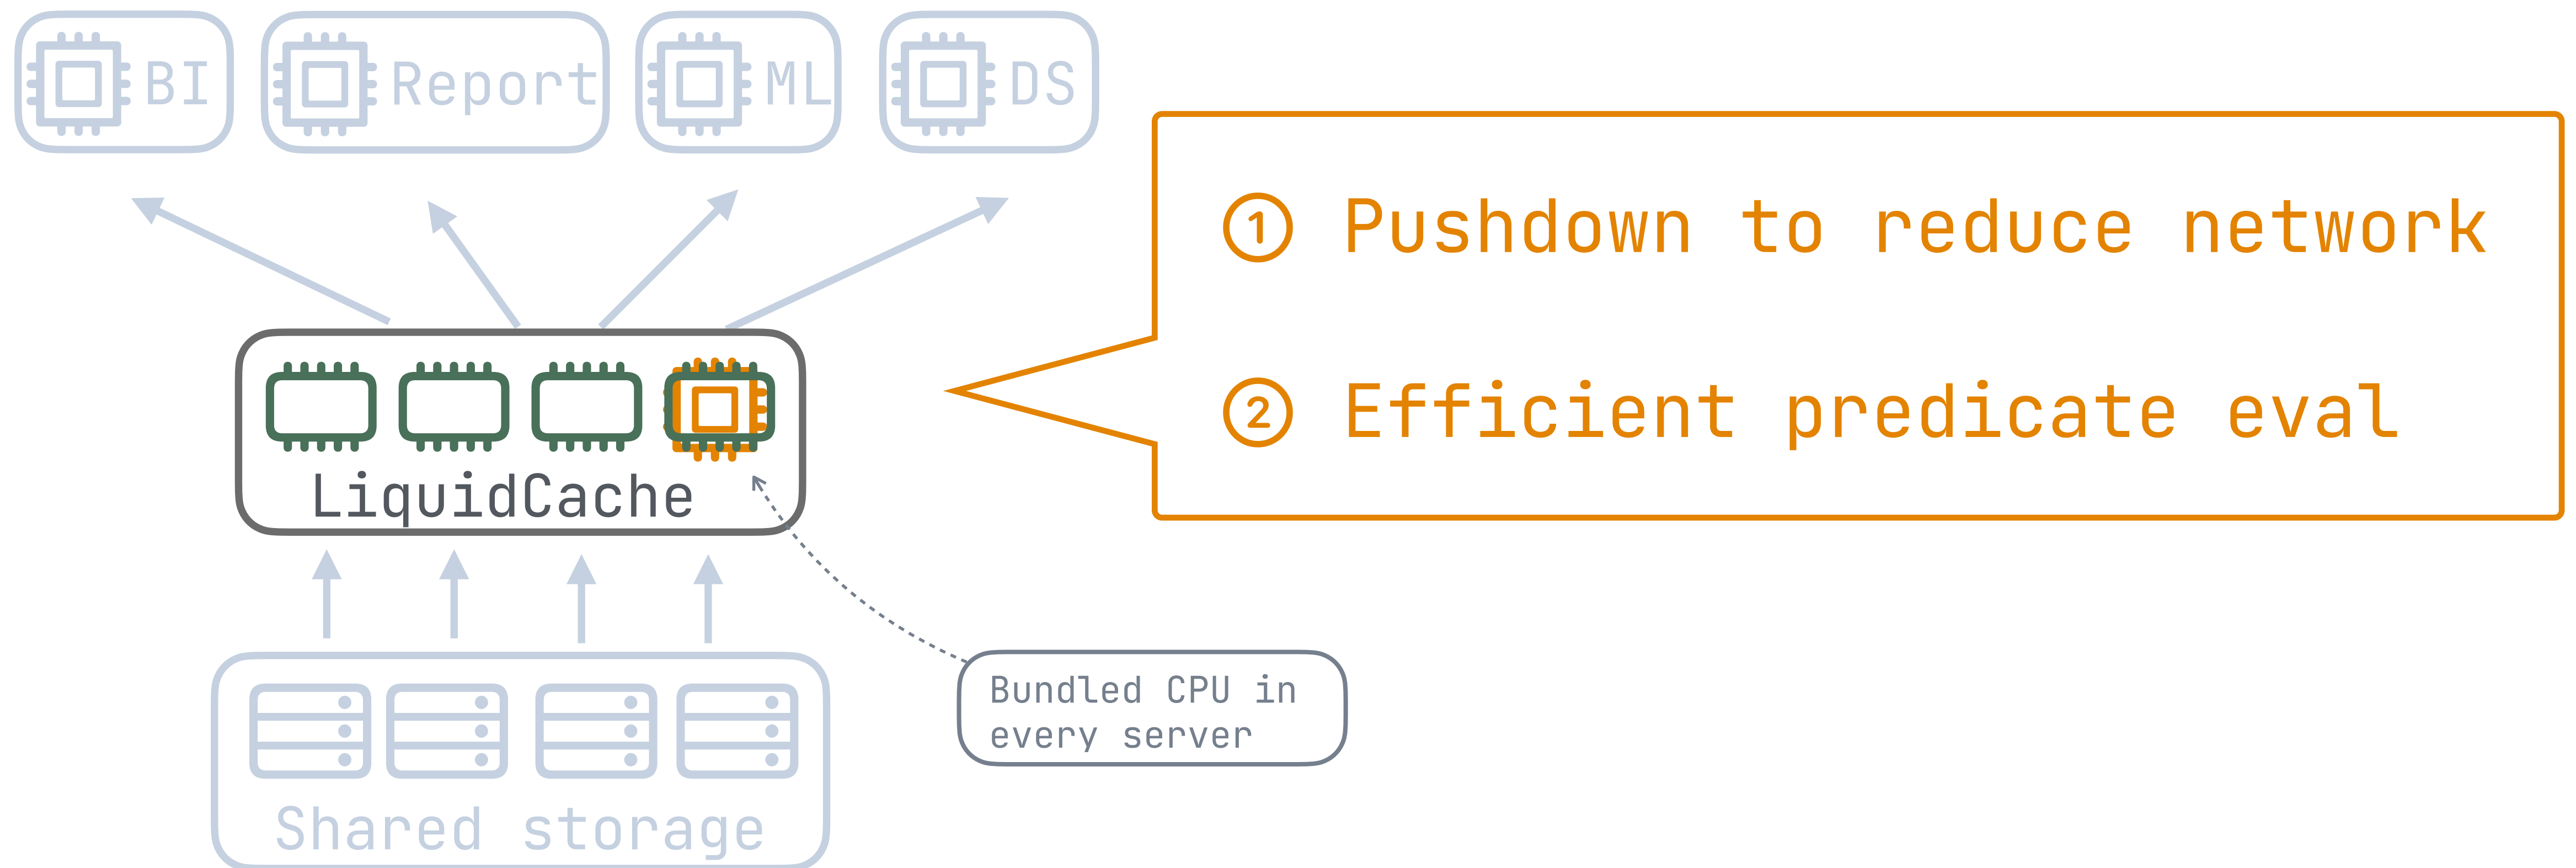 BI
Report
ML
DS
① Pushdown to reduce network
② Efficient predicate eval
LiquidCache
Bundled CPU in
every server
Shared storage